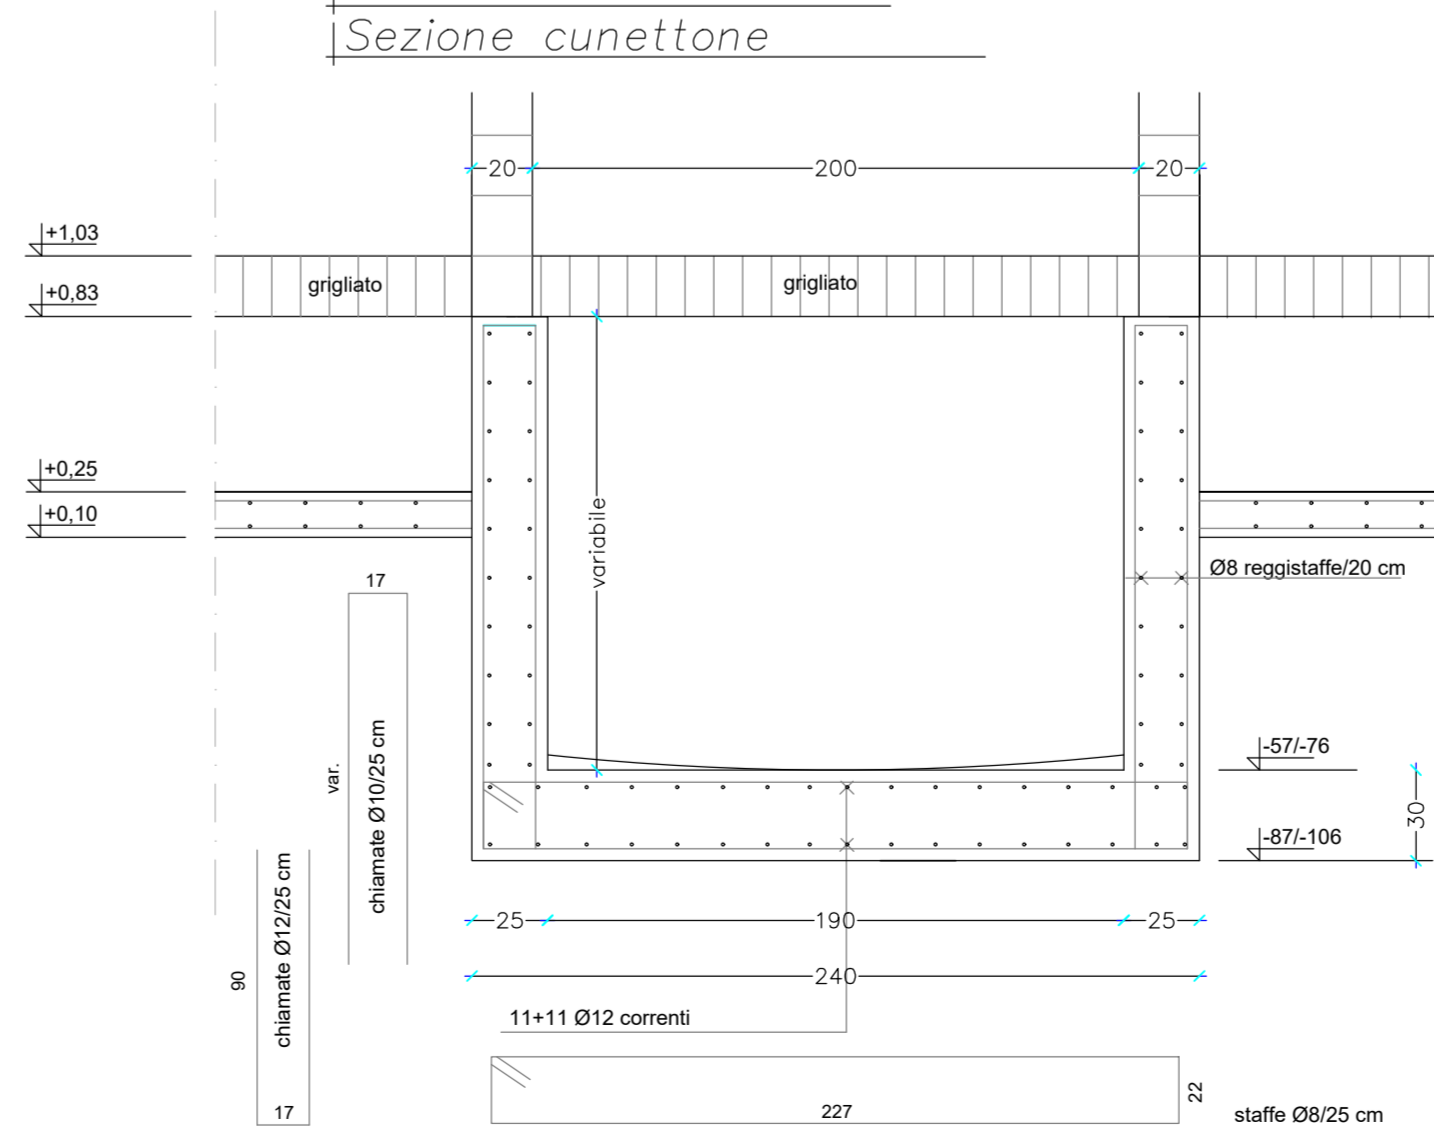 Sezione cunettone
20
200
20
+1,03
grigliato
grigliato
+0,83
+0,25
+0,10
variabile
Ø8 reggistaffe/20 cm
17
var.
chiamate Ø10/25 cm
-57/-76
30
-87/-106
25
190
25
240
90
chiamate Ø12/25 cm
17
11+11 Ø12 correnti
227
22
staffe Ø8/25 cm